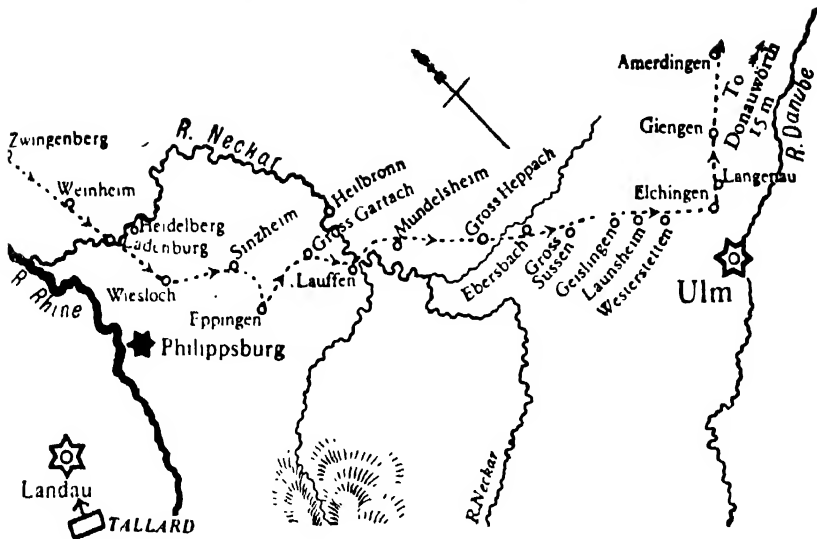 Zwingenberg
Weinheim
R. Neckar
Heidelberg
Ladenburg
Wiesloch
Sinzheim
Eppingen
Gross Gartach
Heilbronn
Lauffen
Mundelsheim
Gross Heppach
Ebersbach
Gross
Sussen
Geislingen
Launsheim
Westerstetten
Elchingen
Langenau
Giengen
Amerdingen
To
Donauwörth
15 m
R. Danube
Ulm
R. Rhine
Philippsburg
Landau
TALLARD
R. Neckar